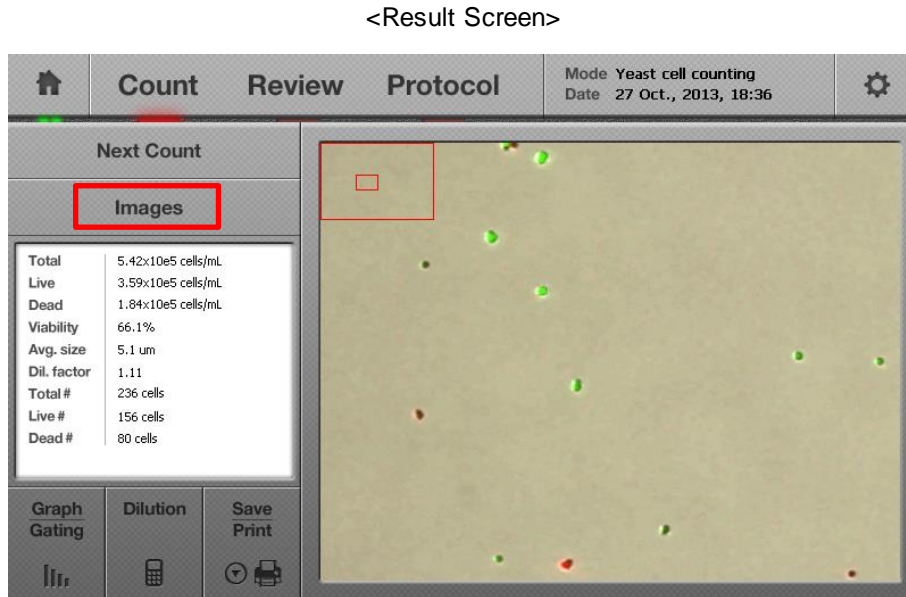 <Result Screen>
Count Review Protocol
Mode Yeast cell counting
Date 27 Oct., 2013, 18:36
Next Count
Images
Total 5.42x10e5 cells/mL
Live 3.59x10e5 cells/mL
Dead 1.84x10e5 cells/mL
Viability 66.1%
Avg. size 5.1 um
Dil. factor 1.11
Total # 236 cells
Live # 156 cells
Dead # 80 cells
Graph
Gating
Dilution
Save
Print